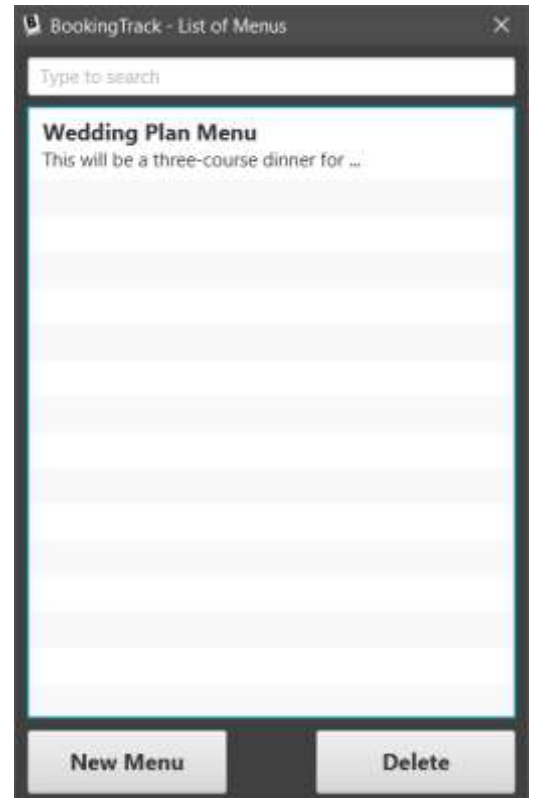 BookingTrack - List of Menus
Type to search
Wedding Plan Menu
This will be a three-course dinner for ...
New Menu
Delete